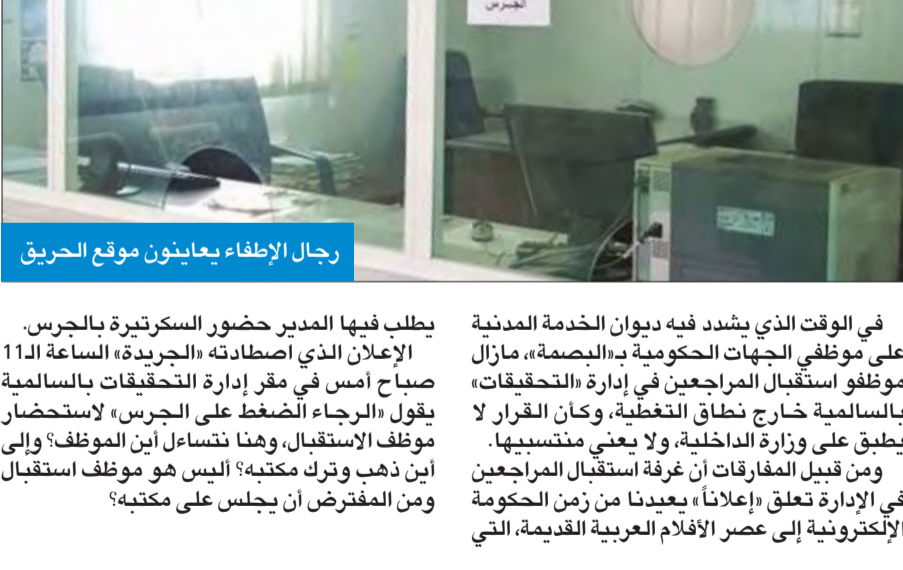 الجرس
رجال الإطفاء يعاينون موقع الحريق
في الوقت الذي يشدد فيه ديوان الخدمة المدنية
على موظفي الجهات الحكومية بـ«البصمة»، مازال
موظفو استقبال المراجعين في إدارة «التحقيقات»
بالسالمية خارج نطاق التغطية، وكأن القرار لا
يطبق على وزارة الداخلية، ولا يعني منتسبيها.
ومن قبيل المفارقات أن غرفة استقبال المراجعين
في الإدارة تعلق «إعلاناً» يعيدنا من زمن الحكومة
الإلكترونية إلى عصر الأفلام العربية القديمة، التي
يطلب فيها المدير حضور السكرتيرة بالجرس.
الإعلان الذي اصطادته «الجريدة» الساعة الـ11
صباح أمس في مقر إدارة التحقيقات بالسالمية
يقول «الرجاء الضغط على الجرس» لاستحضار
موظف الاستقبال، وهنا نتساءل أين الموظف؟ وإلى
أين ذهب وترك مكتبه؟ أليس هو موظف استقبال
ومن المفترض أن يجلس على مكتبه؟